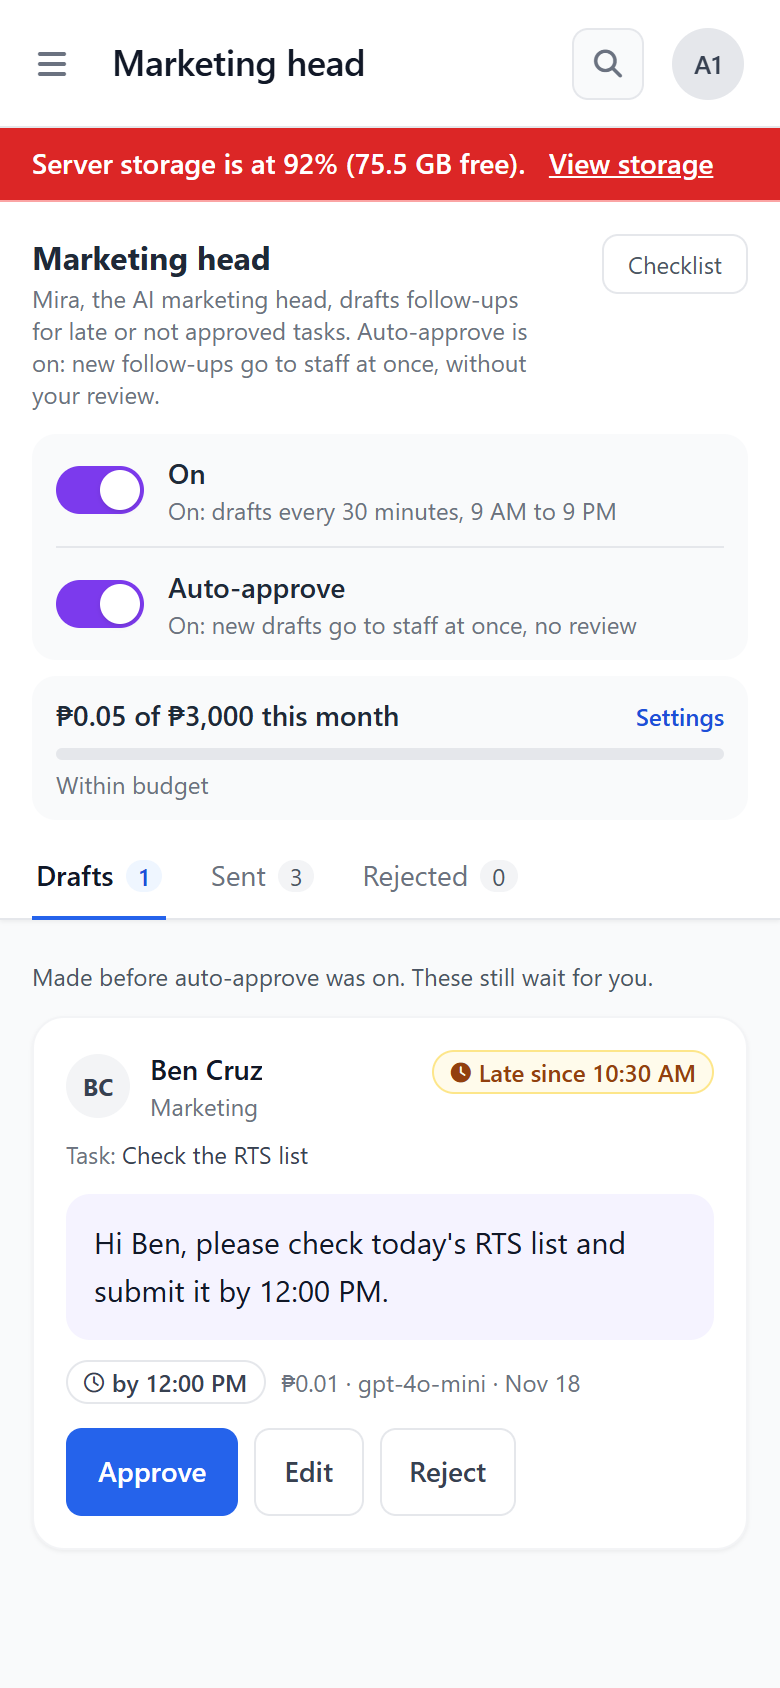 Marketing head
A1
Server storage is at 92% (75.5 GB free). View storage
Marketing head
Checklist
Mira, the AI marketing head, drafts follow-ups
for late or not approved tasks. Auto-approve is
on: new follow-ups go to staff at once, without
your review.
On
On: drafts every 30 minutes, 9 AM to 9 PM
Auto-approve
On: new drafts go to staff at once, no review
₱0.05 of ₱3,000 this month
Settings
Within budget
Drafts 1 Sent 3 Rejected 0
Made before auto-approve was on. These still wait for you.
BC
Ben Cruz
Late since 10:30 AM
Marketing
Task: Check the RTS list
Hi Ben, please check today's RTS list and
submit it by 12:00 PM.
by 12:00 PM ₱0.01 · gpt-4o-mini · Nov 18
Approve Edit Reject